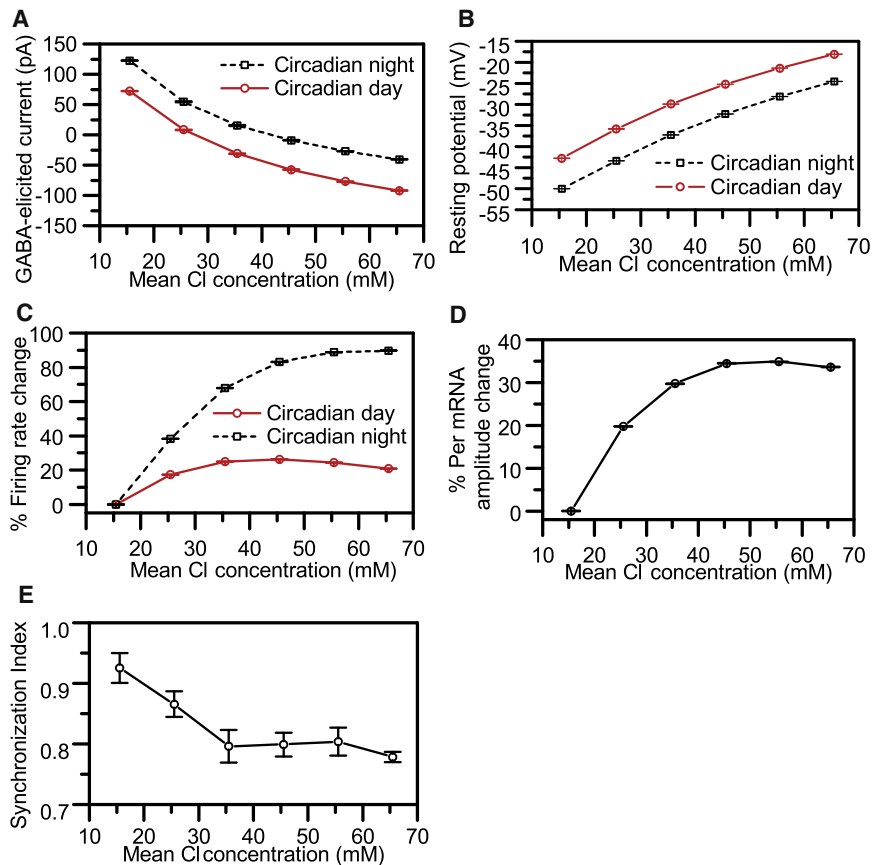 A
GABA-elicited current (pA)
150
100
50
0
-50
-100
-150
Circadian night
Circadian day
10 20 30 40 50 60 70
Mean Cl concentration (mM)
B
Resting potential (mV)
-15
-20
-25
-30
-35
-40
-45
-50
-55
Circadian night
Circadian day
10 20 30 40 50 60 70
Mean Cl concentration (mM)
C
% Firing rate change
100
80
60
40
20
0
Circadian day
Circadian night
10 20 30 40 50 60 70
Mean Cl concentration (mM)
D
% Per mRNA
amplitude change
40
30
20
10
0
10 20 30 40 50 60 70
Mean Cl concentration (mM)
E
Synchronization Index
1.0
0.9
0.8
0.7
10 20 30 40 50 60 70
Mean Cl concentration (mM)